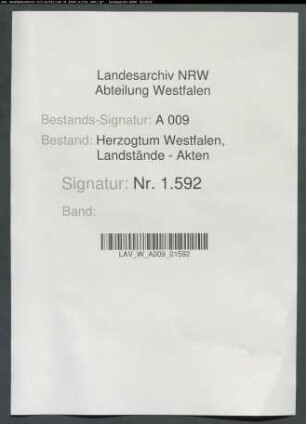 Landesarchiv NRW
Abteilung Westfalen
Bestands-Signatur: A 009
Bestand: Herzogtum Westfalen,
Landstände - Akten
Signatur: Nr. 1.592
Band:
LAV_W_A009_01592